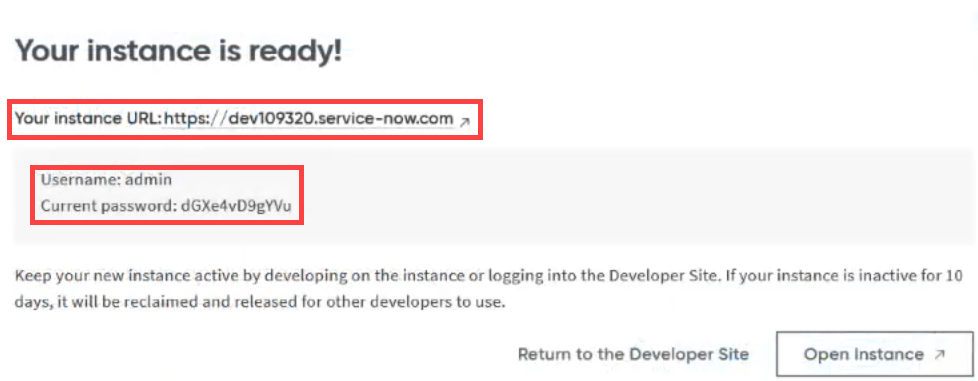 Your instance is ready!
Your instance URL: https://dev109320.service-now.com ↗
Username: admin
Current password: dGXe4vD9gYVu
Keep your new instance active by developing on the instance or logging into the Developer Site. If your instance is inactive for 10
days, it will be reclaimed and released for other developers to use.
Return to the Developer Site
Open Instance ↗